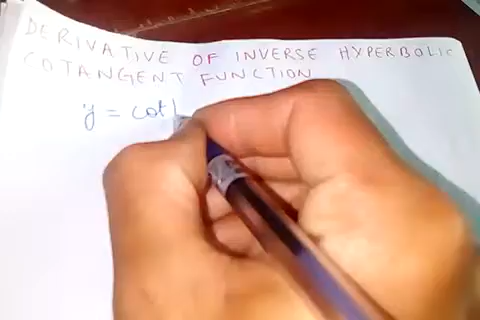 DERIVATIVE OF INVERSE HYPERBOLIC
COTANGENT FUNCTION
y = cot